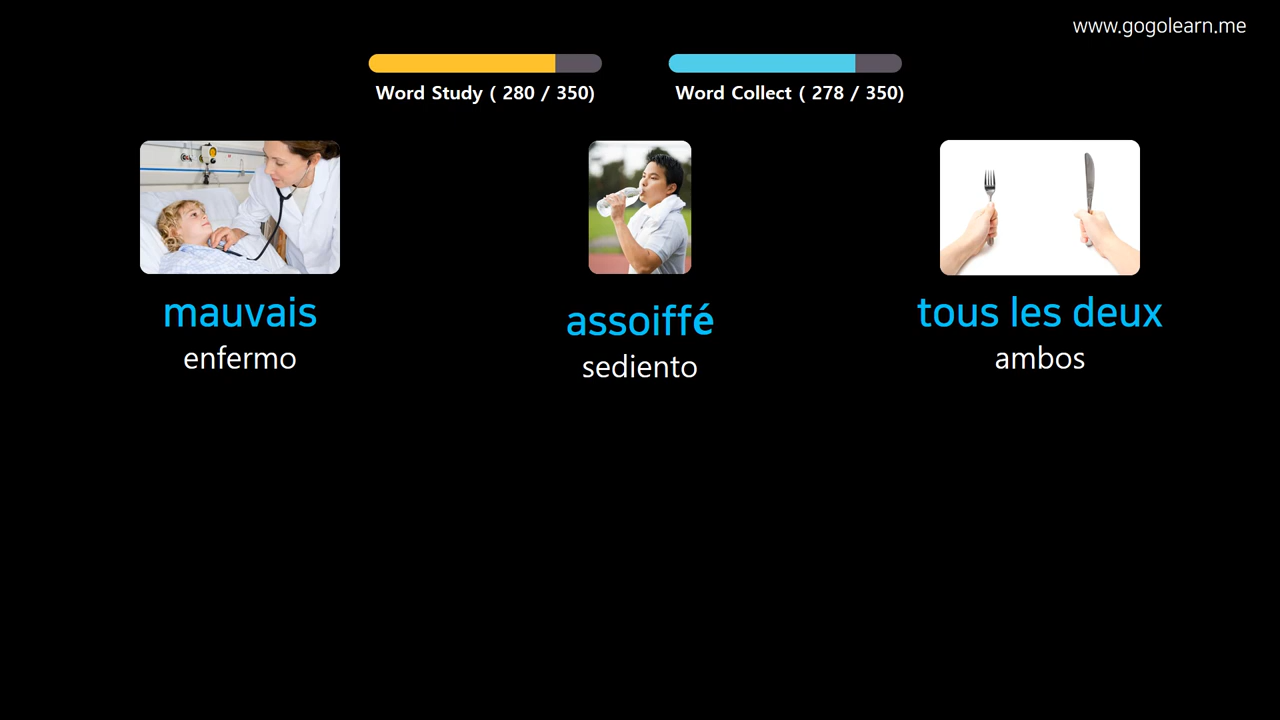 www.gogolearn.me
Word Study ( 280 / 350)
Word Collect ( 278 / 350)
mauvais
enfermo
assoiffé
sediento
tous les deux
ambos